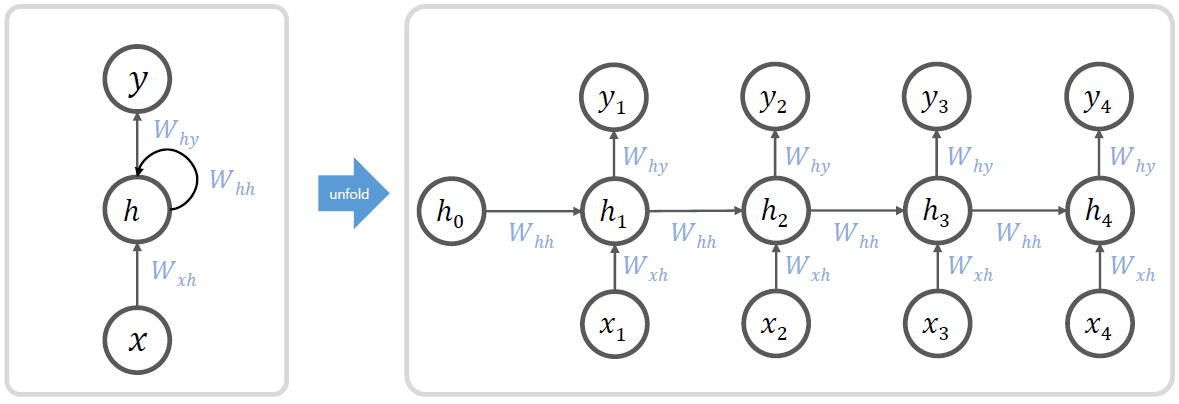 y
W_hy
W_hh
h
W_xh
x
unfold
y_1 y_2 y_3 y_4
W_hy W_hy W_hy W_hy
h_0 h_1 h_2 h_3 h_4
W_hh W_hh W_hh W_hh
W_xh W_xh W_xh W_xh
x_1 x_2 x_3 x_4